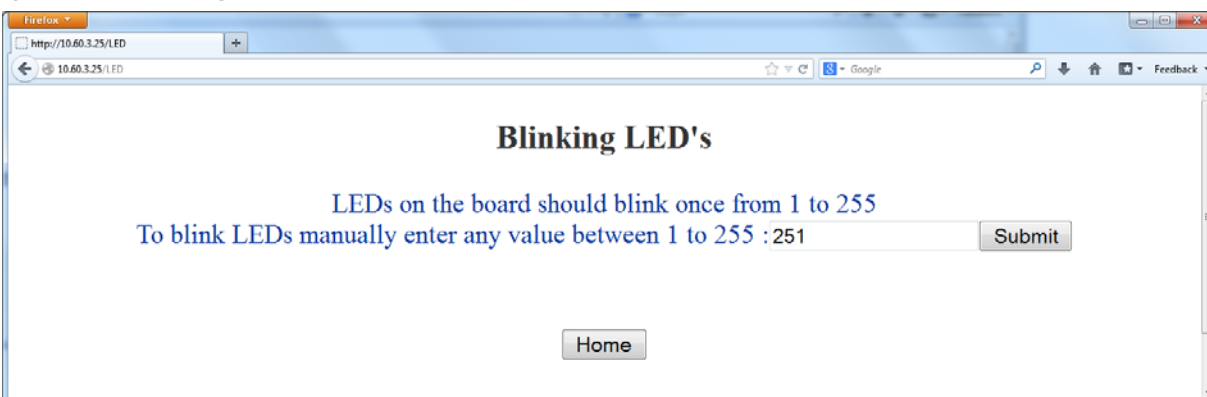 Firefox
http://10.60.3.25/LED
10.60.3.25/LED
Google
Feedback
Blinking LED's
LEDs on the board should blink once from 1 to 255
To blink LEDs manually enter any value between 1 to 255 : 251 Submit
Home